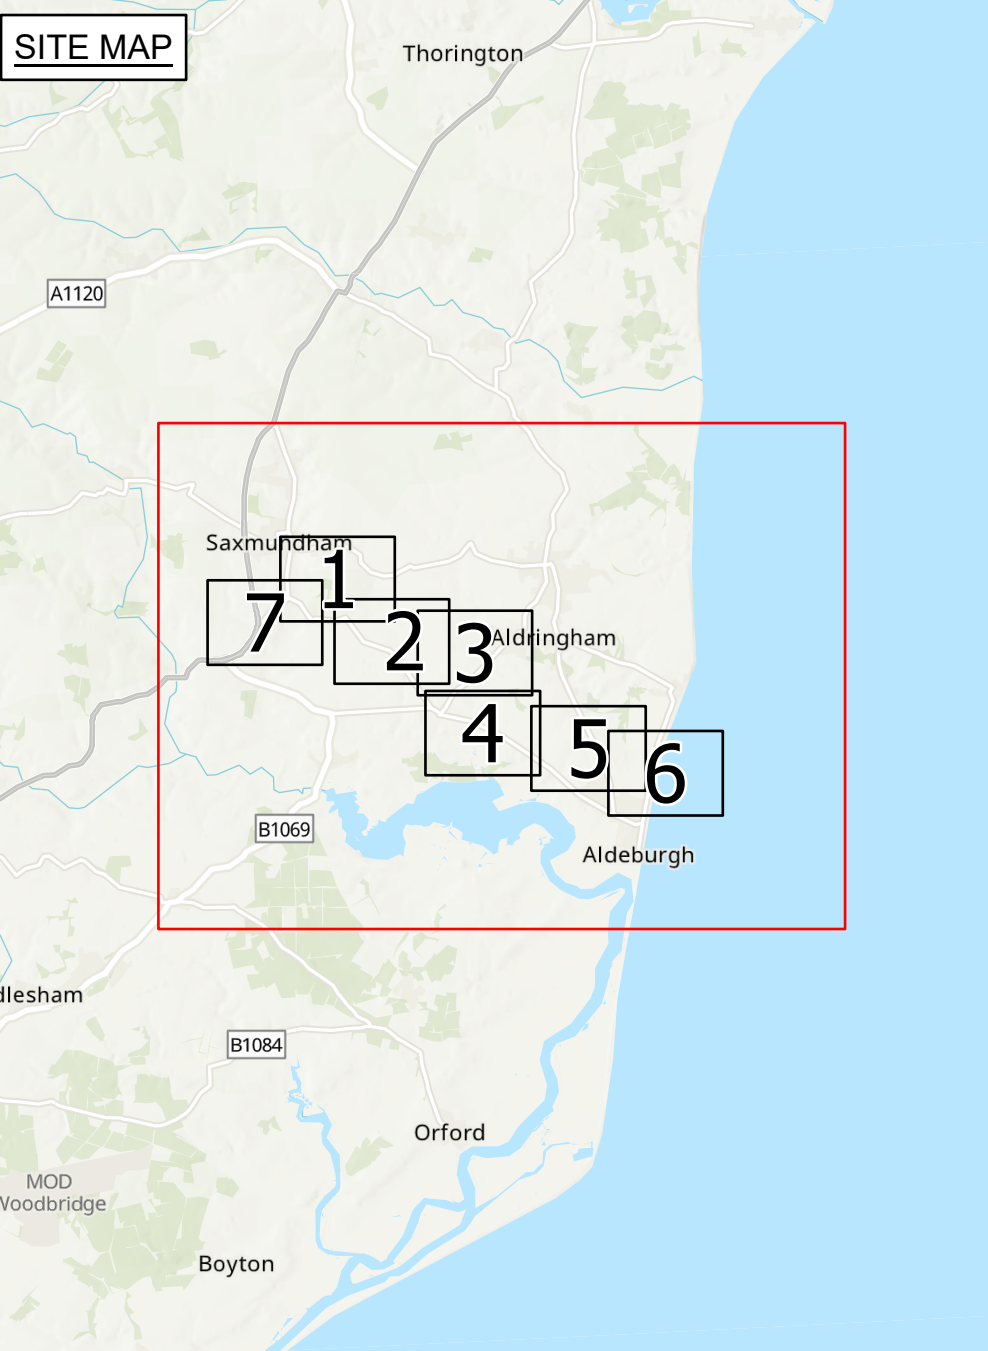 SITE MAP
Thorington
A1120
Saxmundham
1
7
2
3
Aldringham
4
5
6
B1069
Aldeburgh
dlesham
B1084
Orford
MOD
Woodbridge
Boyton